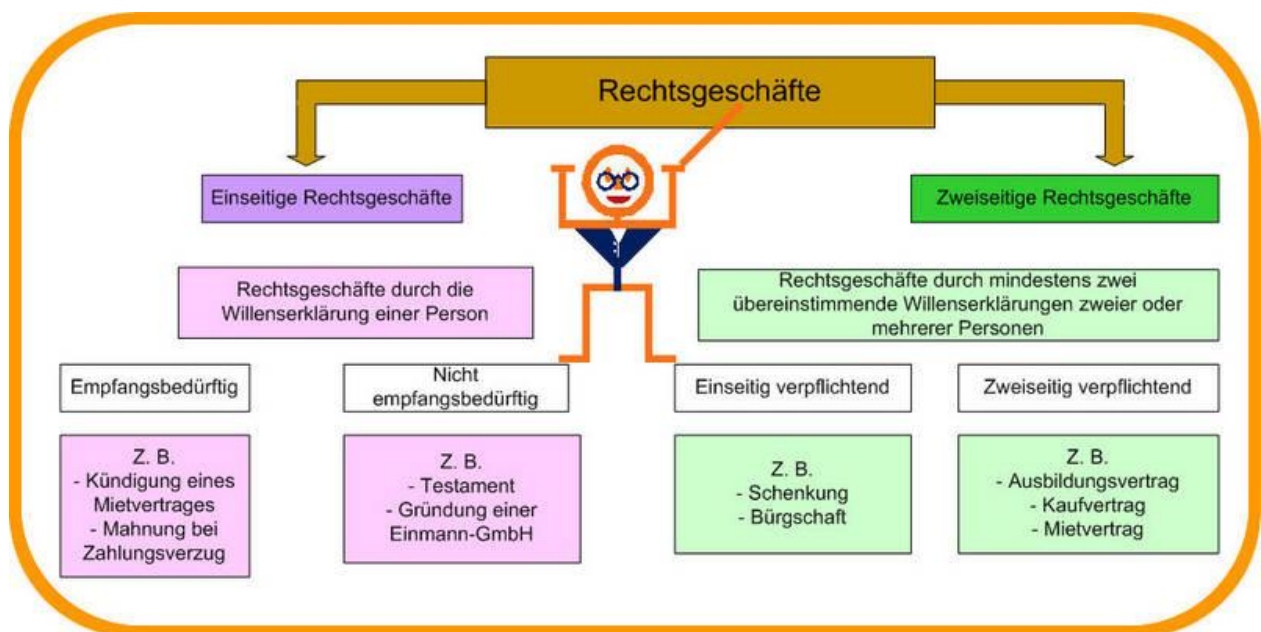 Rechtsgeschäfte
Einseitige Rechtsgeschäfte
Zweiseitige Rechtsgeschäfte
Rechtsgeschäfte durch die
Willenserklärung einer Person
Rechtsgeschäfte durch mindestens zwei
übereinstimmende Willenserklärungen zweier oder
mehrerer Personen
Empfangsbedürftig
Nicht
empfangsbedürftig
Einseitig verpflichtend
Zweiseitig verpflichtend
Z. B.
- Kündigung eines
Mietvertrages
- Mahnung bei
Zahlungsverzug
Z. B.
- Testament
- Gründung einer
Einmann-GmbH
Z. B.
- Schenkung
- Bürgschaft
Z. B.
- Ausbildungsvertrag
- Kaufvertrag
- Mietvertrag